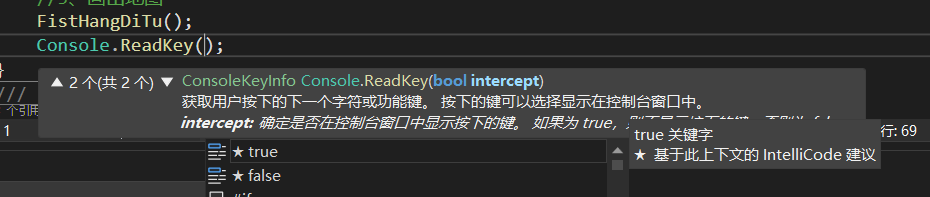 FistHangDiTu();
Console.ReadKey();
}
▲ 2 个(共 2 个) ▼ ConsoleKeyInfo Console.ReadKey(bool intercept)
获取用户按下的下一个字符或功能键。 按下的键可以选择显示在控制台窗口中。
///
个引用
intercept: 确定是否在控制台窗口中显示按下的键。 如果为 true，
1
行: 69
true 关键字
★ true
★ 基于此上下文的 IntelliCode 建议
★ false
#if